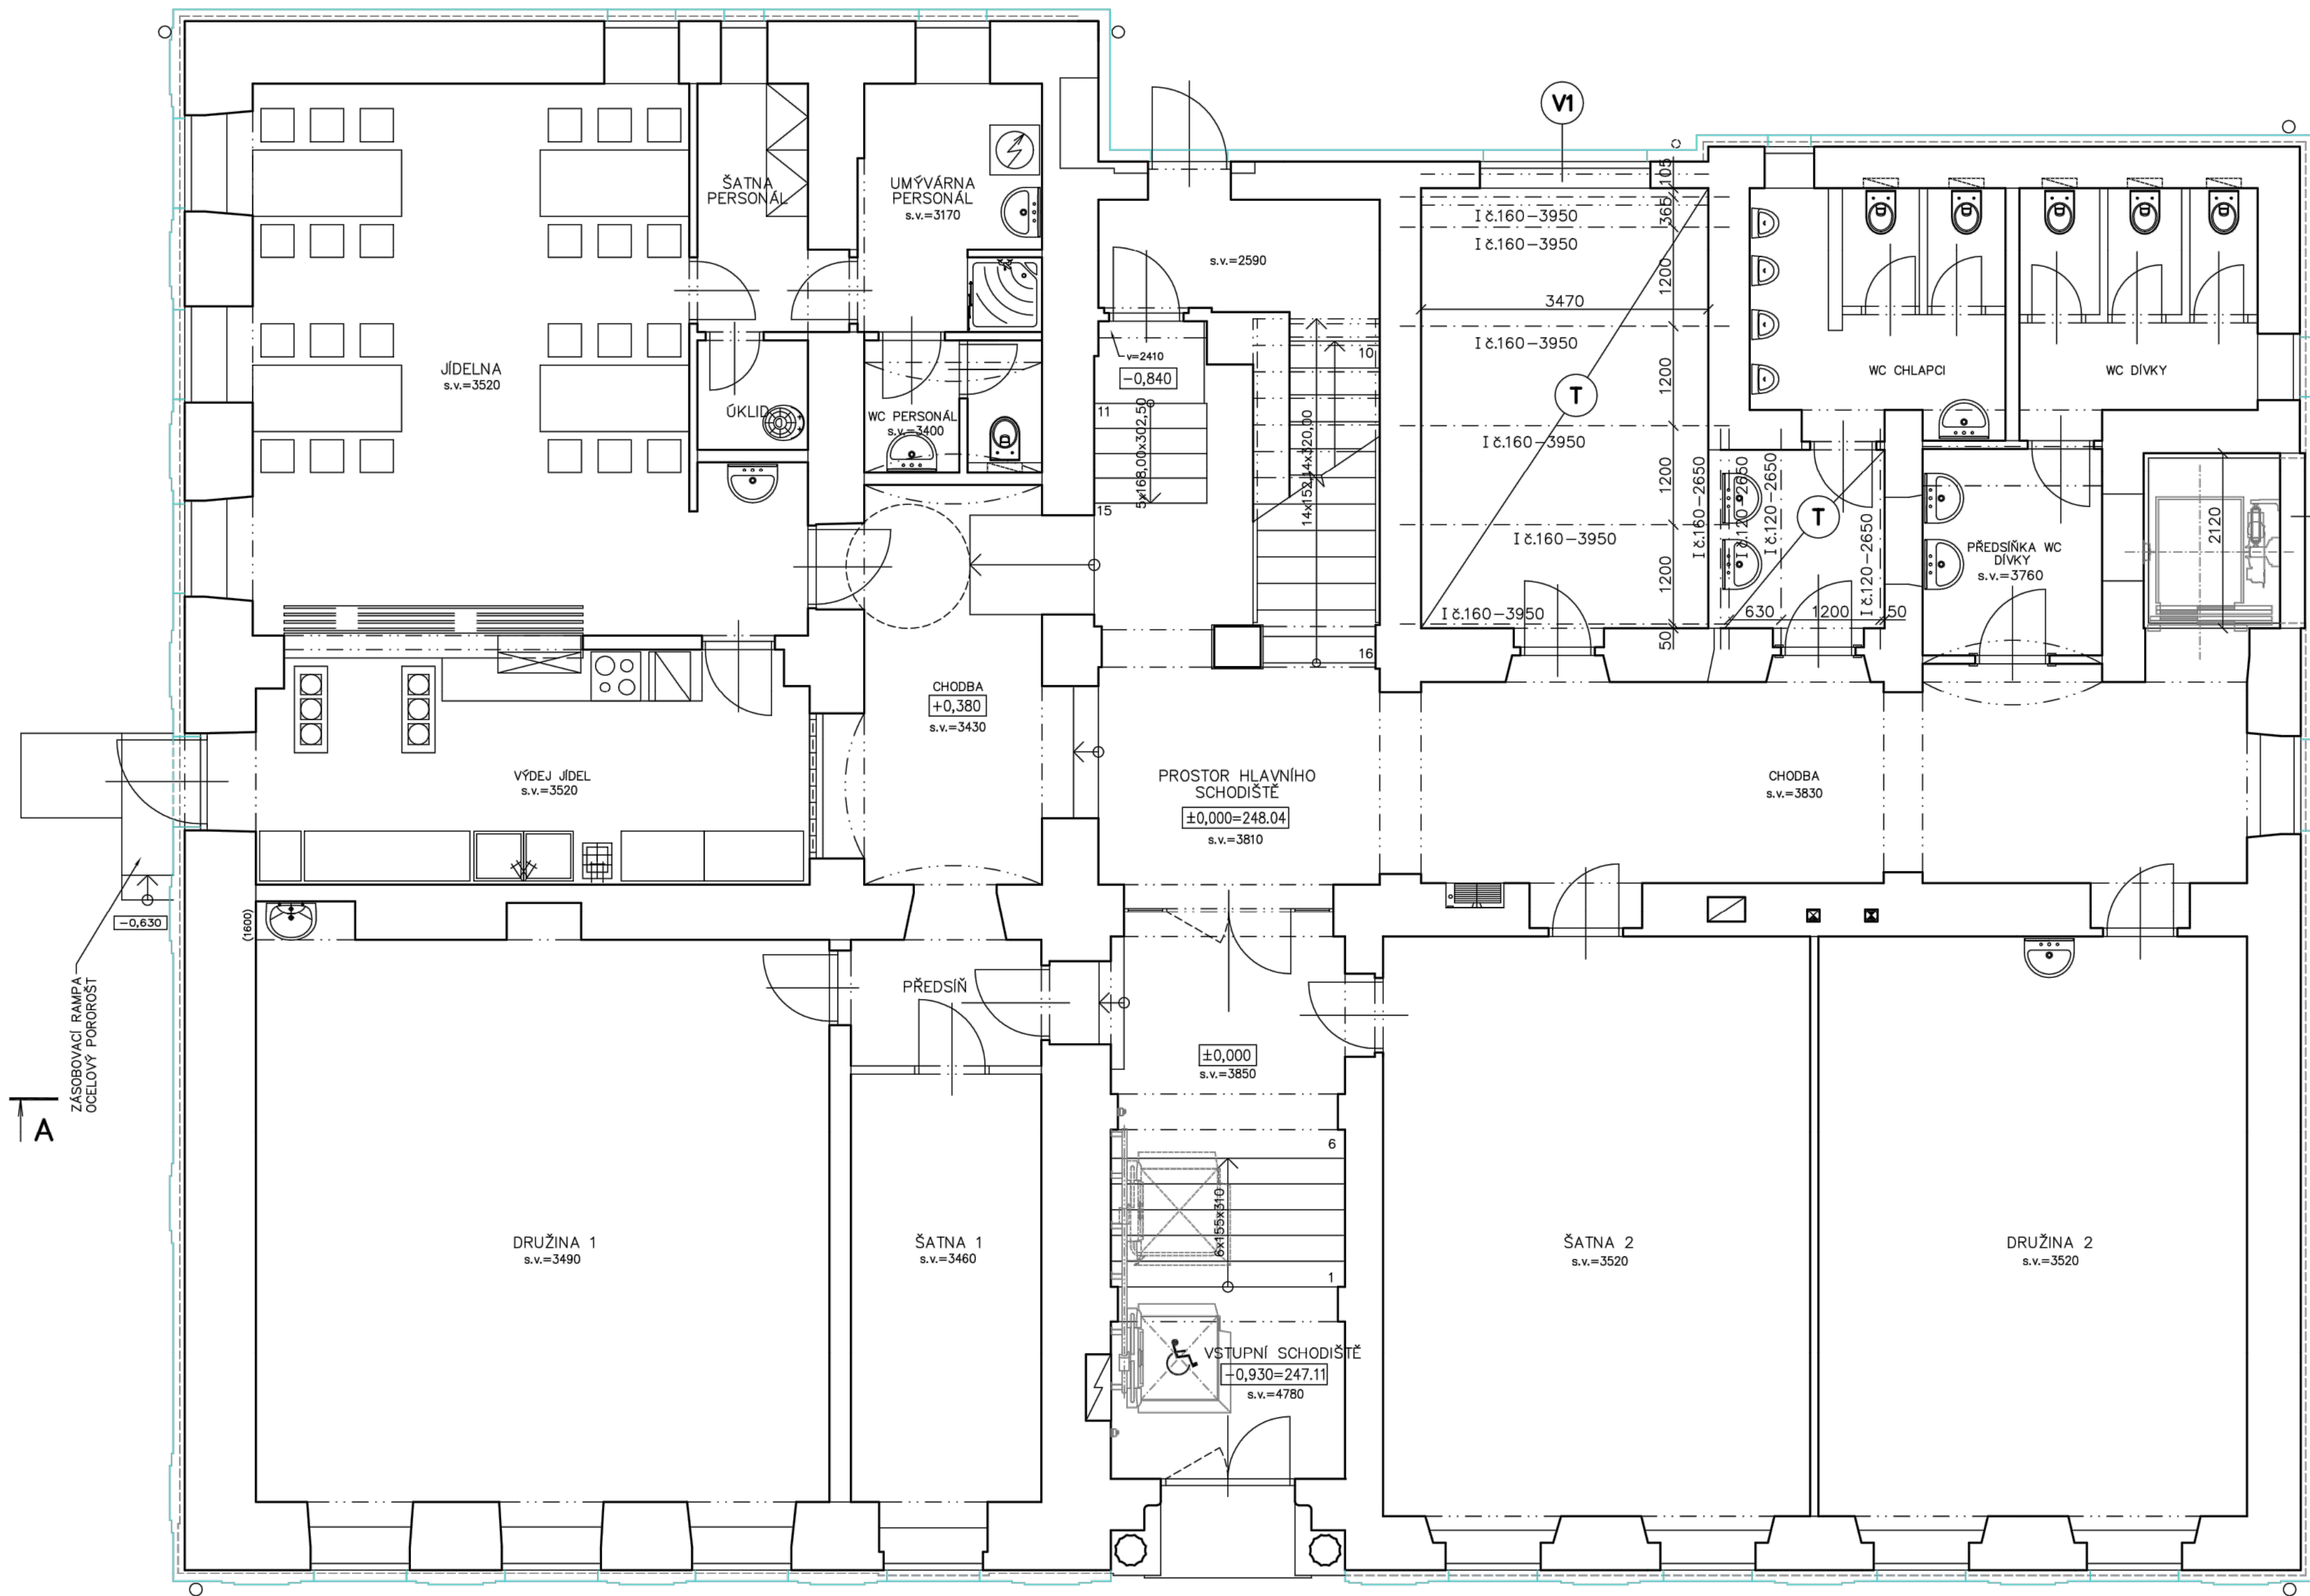 V1
ŠATNA
PERSONÁL
UMÝVÁRNA
PERSONÁL
s.v.=3170
105
365
I č.160-3950
I č.160-3950
s.v.=2590
1200
3470
I č.160-3950
v=2410
-0,840
10
1200
JÍDELNA
s.v.=3520
WC CHLAPCI
WC DÍVKY
T
ÚKLID
WC PERSONÁL
s.v.=3400
11
5x168,00x302,50
15
14x152,14x320,00
I č.160-3950
1200
I č.160-2650
I č.120-2650
I č.120-2650
T
I č.120-2650
I č.160-3950
1200
PŘEDSÍŇKA WC
DÍVKY
s.v.=3760
2120
I č.160-3950
50
630
1200
50
16
CHODBA
+0,380
s.v.=3430
VÝDEJ JÍDEL
s.v.=3520
PROSTOR HLAVNÍHO
SCHODIŠTĚ
±0,000=248.04
s.v.=3810
CHODBA
s.v.=3830
-0,630
(1600)
ZÁSOBOVACÍ RAMPA
OCELOVÝ POROROŠT
A
PŘEDSÍŇ
±0,000
s.v.=3850
6
6x155x310
1
DRUŽINA 1
s.v.=3490
ŠATNA 1
s.v.=3460
ŠATNA 2
s.v.=3520
DRUŽINA 2
s.v.=3520
VSTUPNÍ SCHODIŠTĚ
-0,930=247.11
s.v.=4780